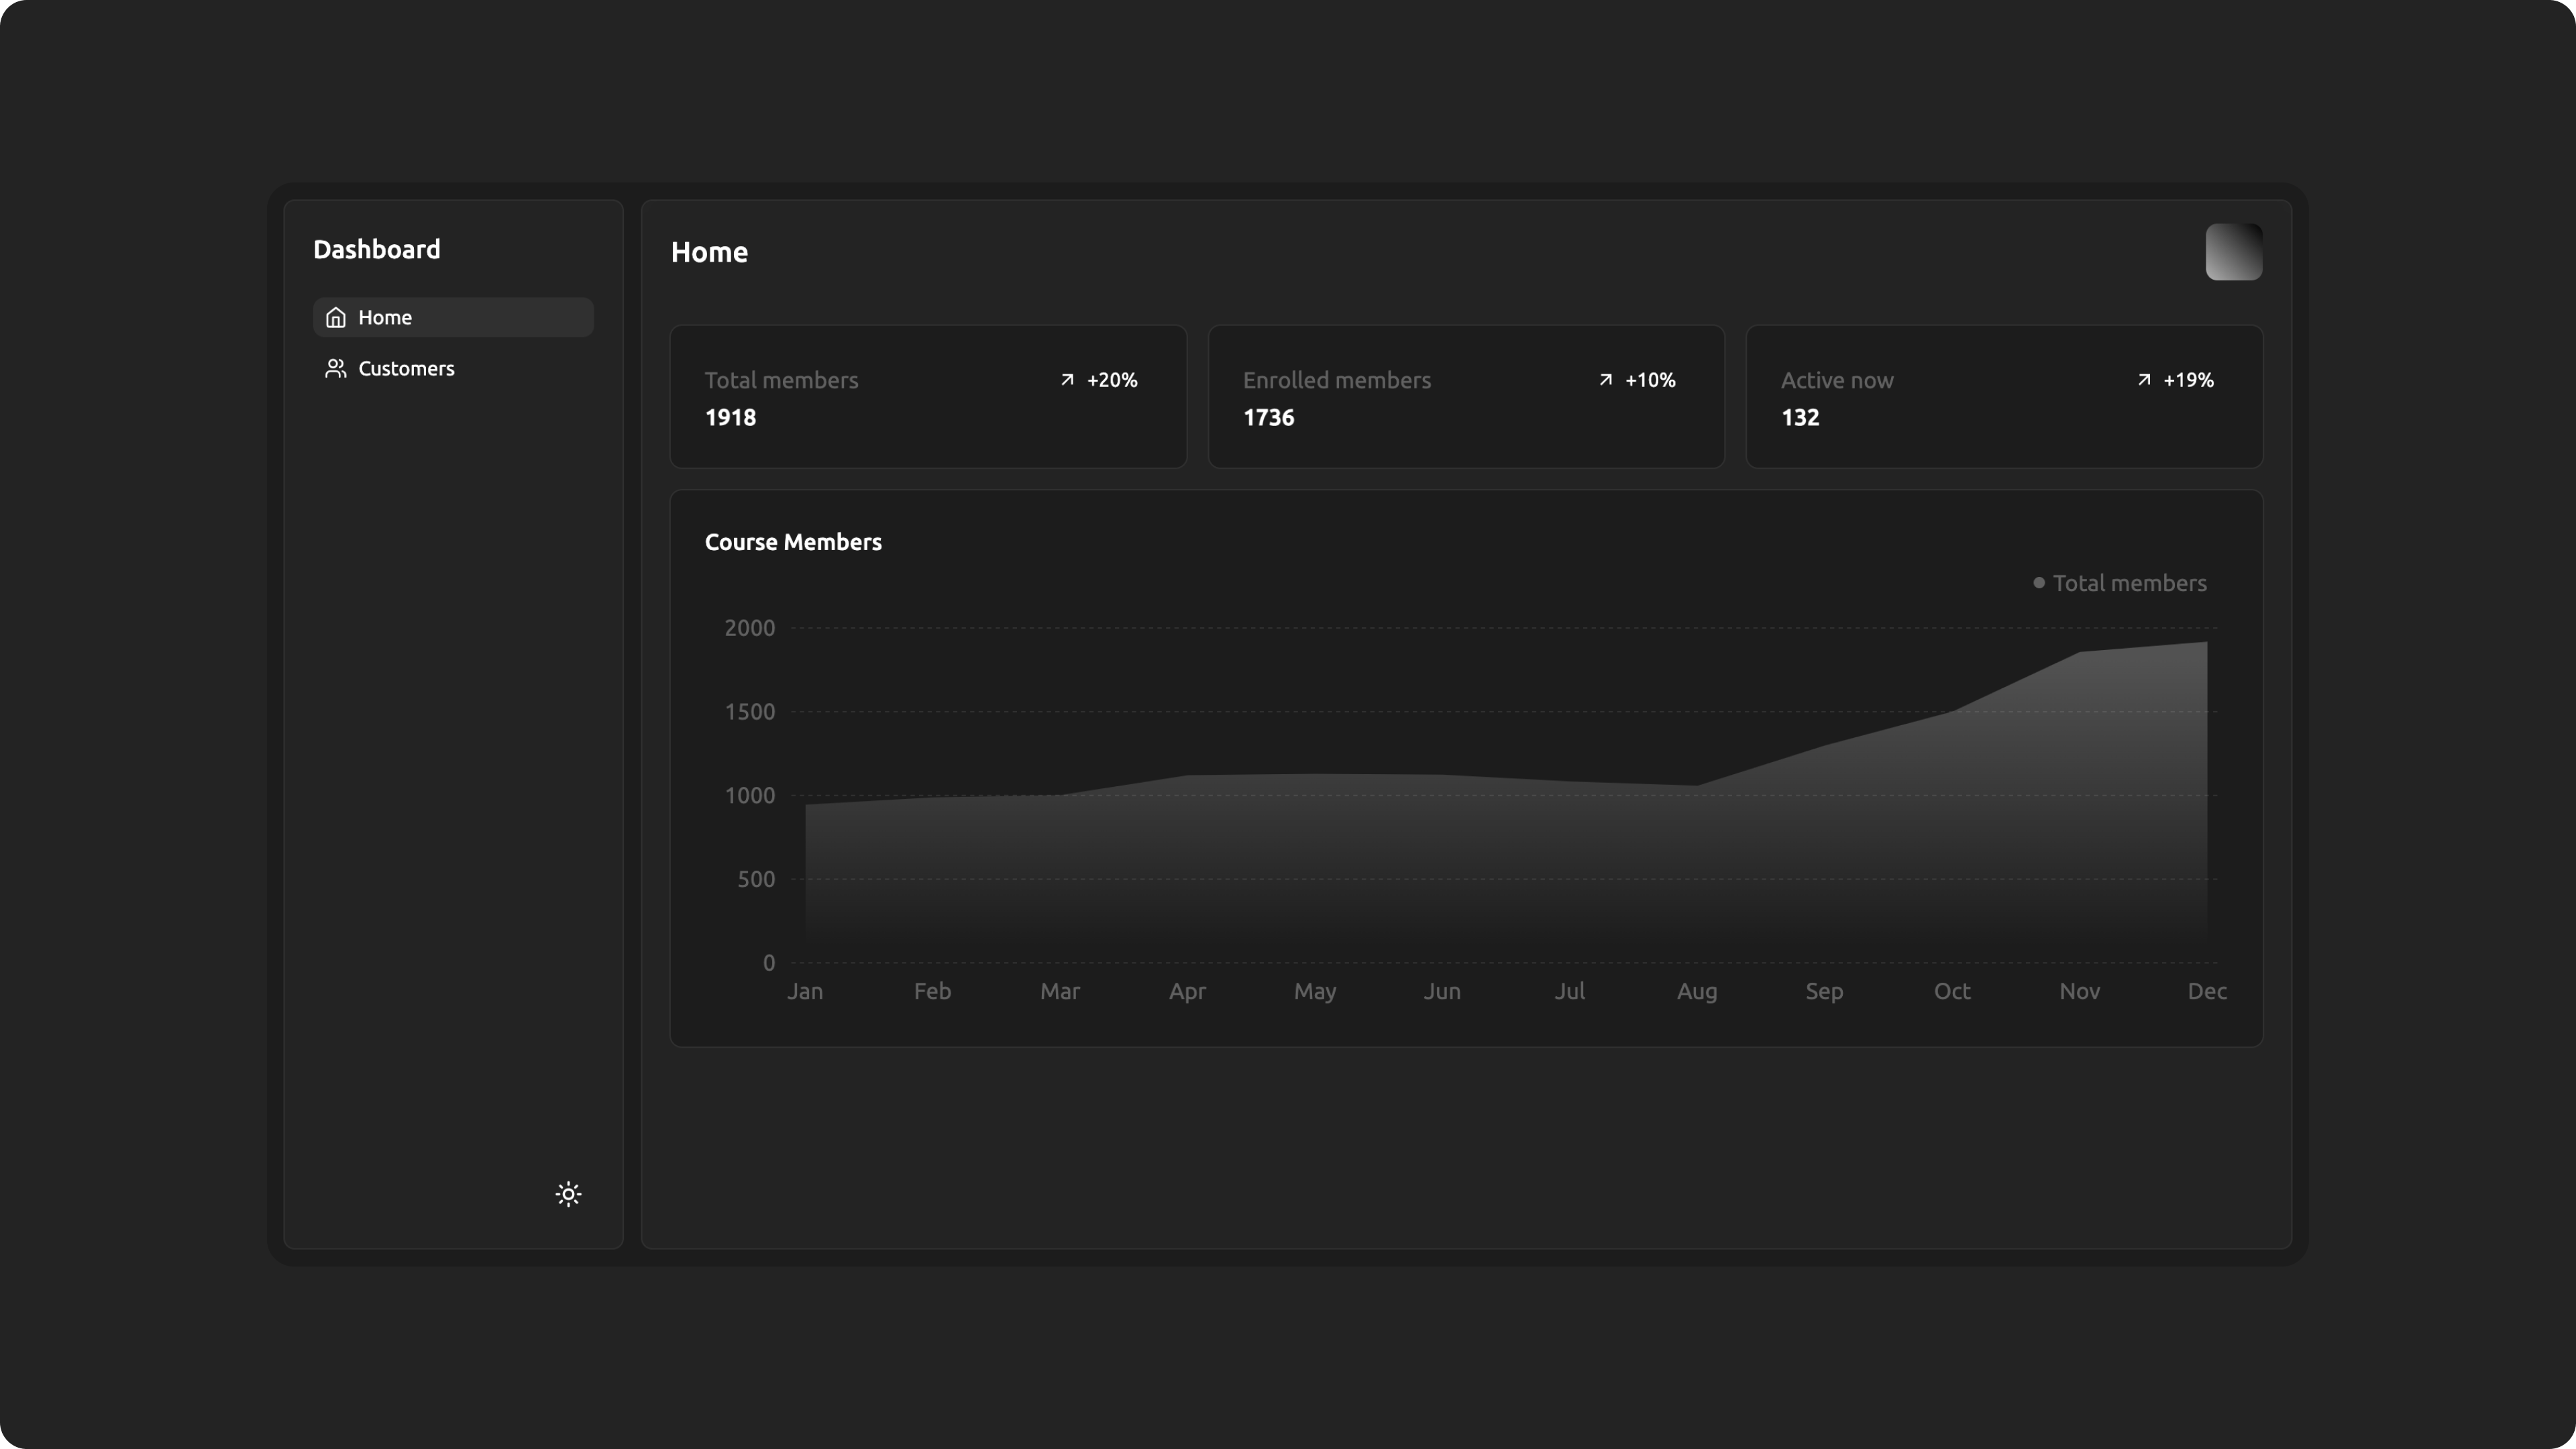 Dashboard
Home
Customers
Home
Total members
+20%
1918
Enrolled members
+10%
1736
Active now
+19%
132
Course Members
Total members
2000
1500
1000
500
0
Jan Feb Mar Apr May Jun Jul Aug Sep Oct Nov Dec